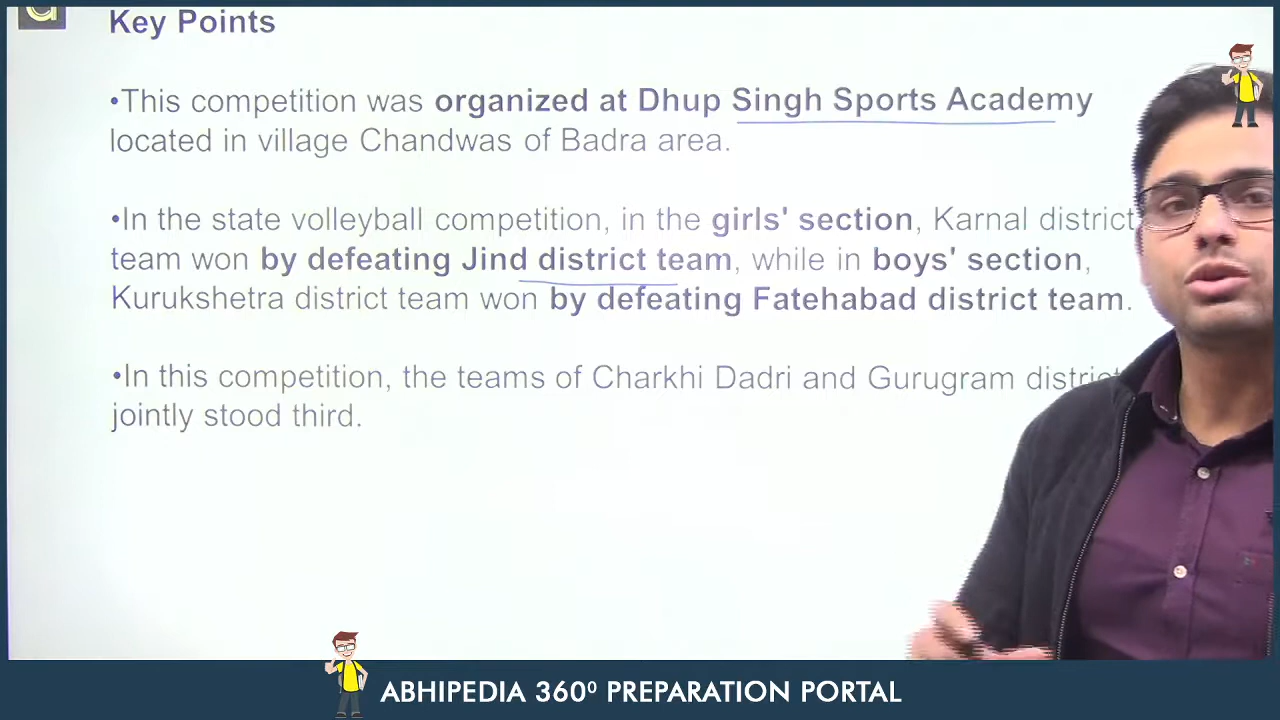 Key Points
•This competition was organized at Dhup Singh Sports Academy
located in village Chandwas of Badra area.
•In the state volleyball competition, in the girls' section, Karnal district
team won by defeating Jind district team, while in boys' section,
Kurukshetra district team won by defeating Fatehabad district team.
•In this competition, the teams of Charkhi Dadri and Gurugram
jointly stood third.
ABHIPEDIA 360⁰ PREPARATION PORTAL